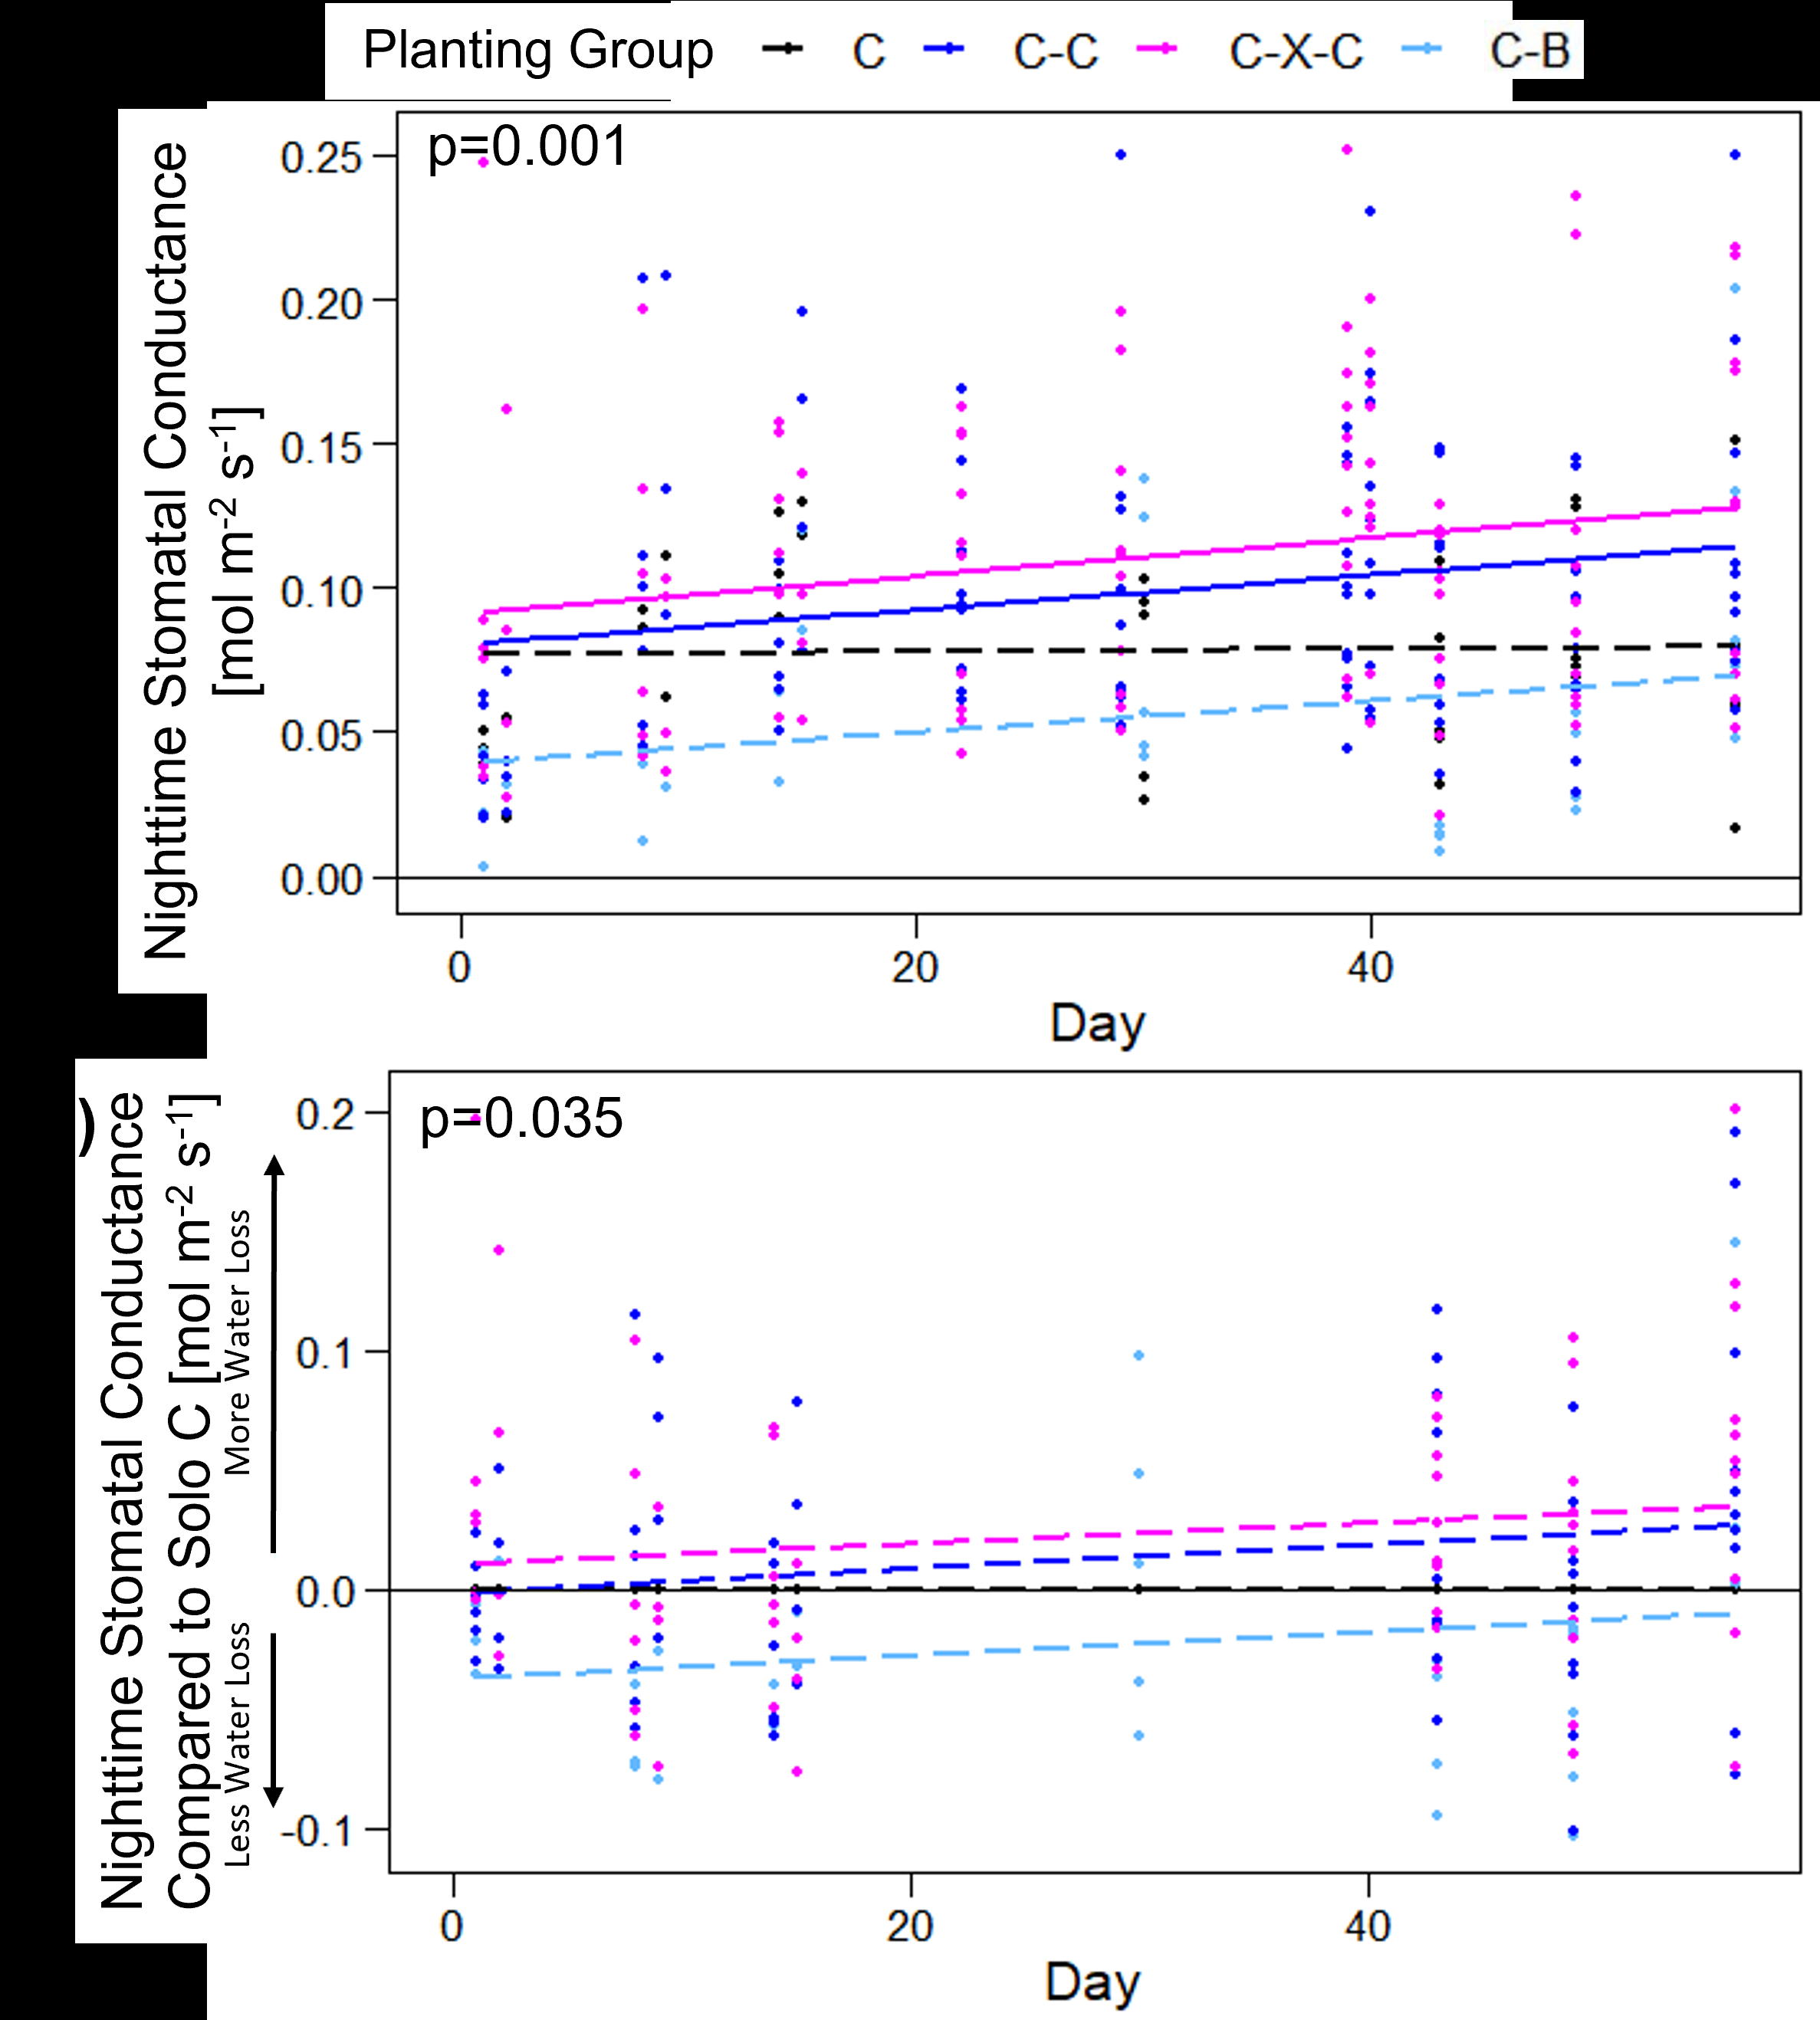 Planting Group C C-C C-X-C C-B
Nighttime Stomatal Conductance
[mol m-2 s-1]
p=0.001
0.25
0.20
0.15
0.10
0.05
0.00
0 20 40
Day
)
Nighttime Stomatal Conductance
Compared to Solo C [mol m-2 s-1]
More Water Loss
Less Water Loss
p=0.035
0.2
0.1
0.0
-0.1
0 20 40
Day